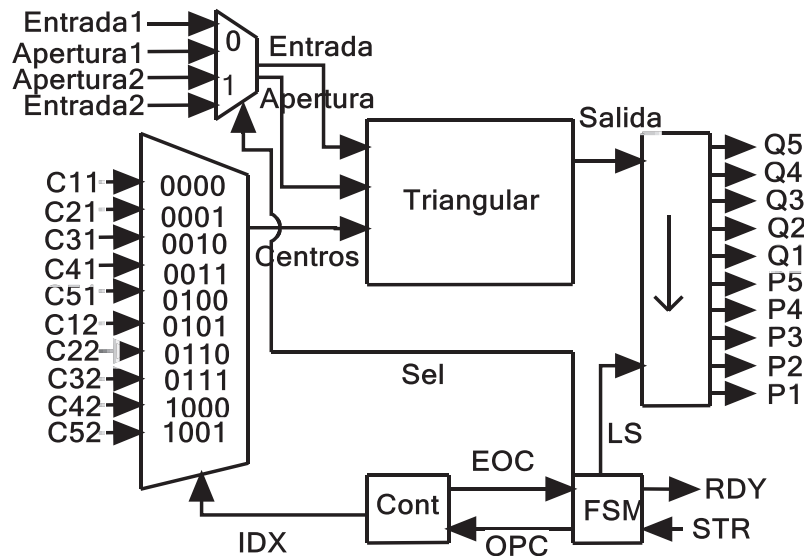 Entrada1
Apertura1
Apertura2
Entrada2
0
1
Entrada
Apertura
C11
C21
C31
C41
C51
C12
C22
C32
C42
C52
0000
0001
0010
0011
0100
0101
0110
0111
1000
1001
Centros
Triangular
Salida
Q5
Q4
Q3
Q2
Q1
P5
P4
P3
P2
P1
Sel
LS
EOC
Cont
FSM
RDY
STR
OPC
IDX